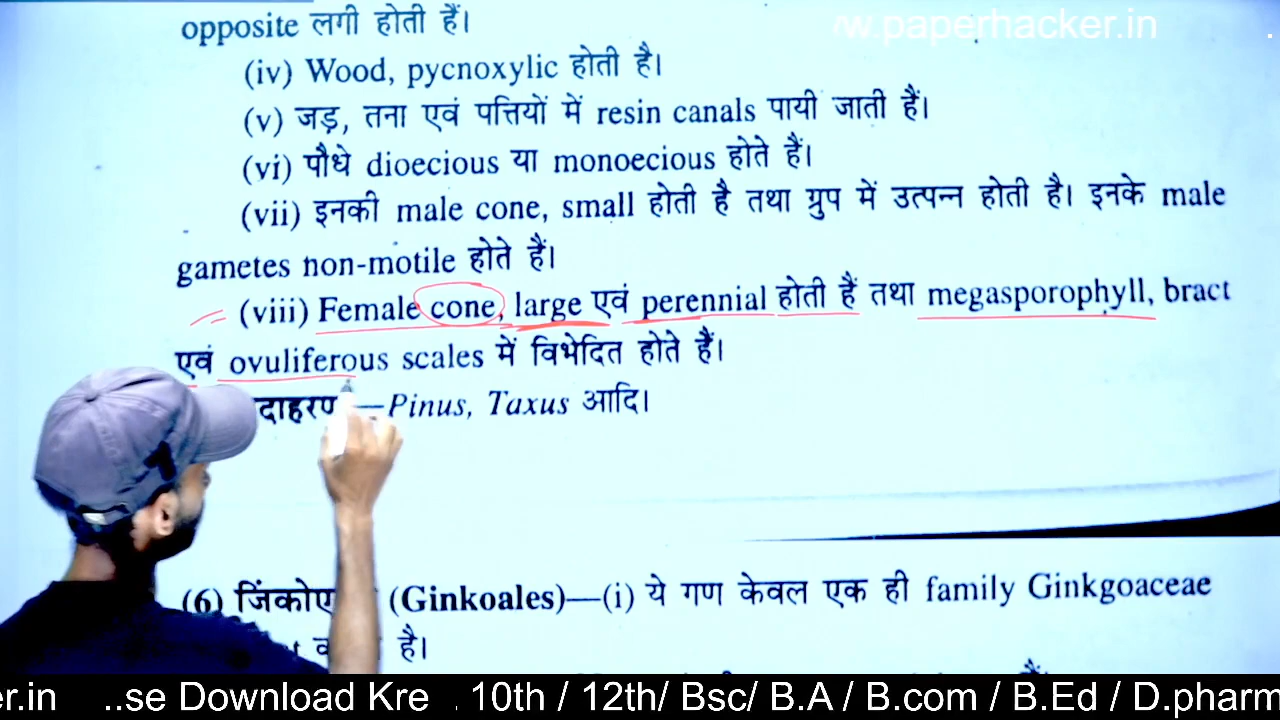 opposite लगी होती हैं।
w.paperhacker.in
(iv) Wood, pycnoxylic होती है।
(v) जड़, तना एवं पत्तियों में resin canals पायी जाती हैं।
(vi) पौधे dioecious या monoecious होते हैं।
(vii) इनकी male cone, small होती है तथा ग्रुप में उत्पन्न होती है। इनके male
gametes non-motile होते हैं।
(viii) Female cone, large एवं perennial होती हैं तथा megasporophyll, bract
एवं ovuliferous scales में विभेदित होते हैं।
—Pinus, Taxus आदि।
(6) (Ginkoales)—(i) ये गण केवल एक ही family Ginkgoaceae
है।
er.in ..se Download Kre . 10th / 12th/ Bsc/ B.A / B.com / B.Ed / D.pharm